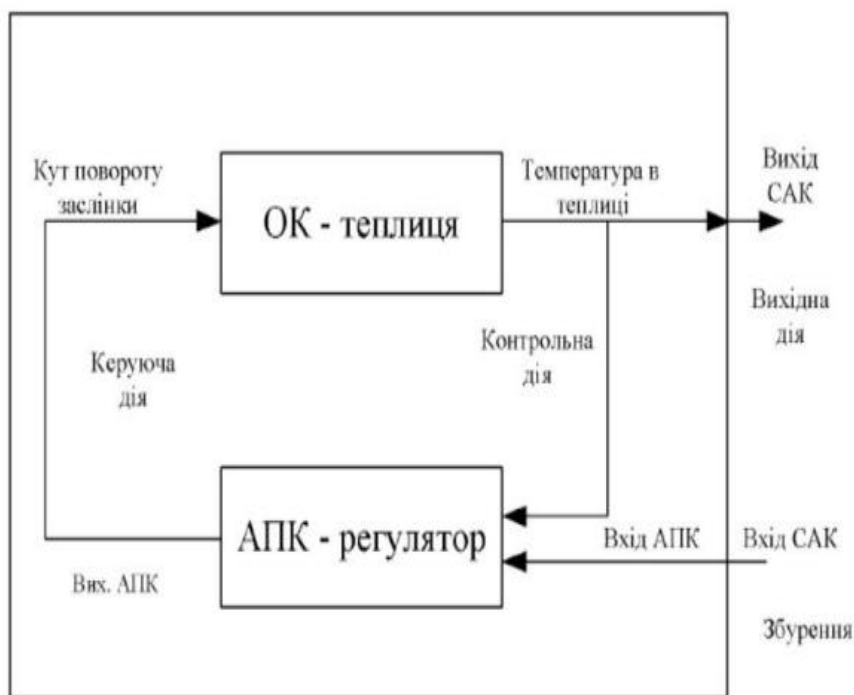 Кут повороту
заслінки
ОК - теплиця
Температура в
теплиці
Вихід
САК
Вихідна
дія
Контрольна
дія
Керуюча
дія
АПК - регулятор
Вхід АПК
Вхід САК
Вих. АПК
Збурення